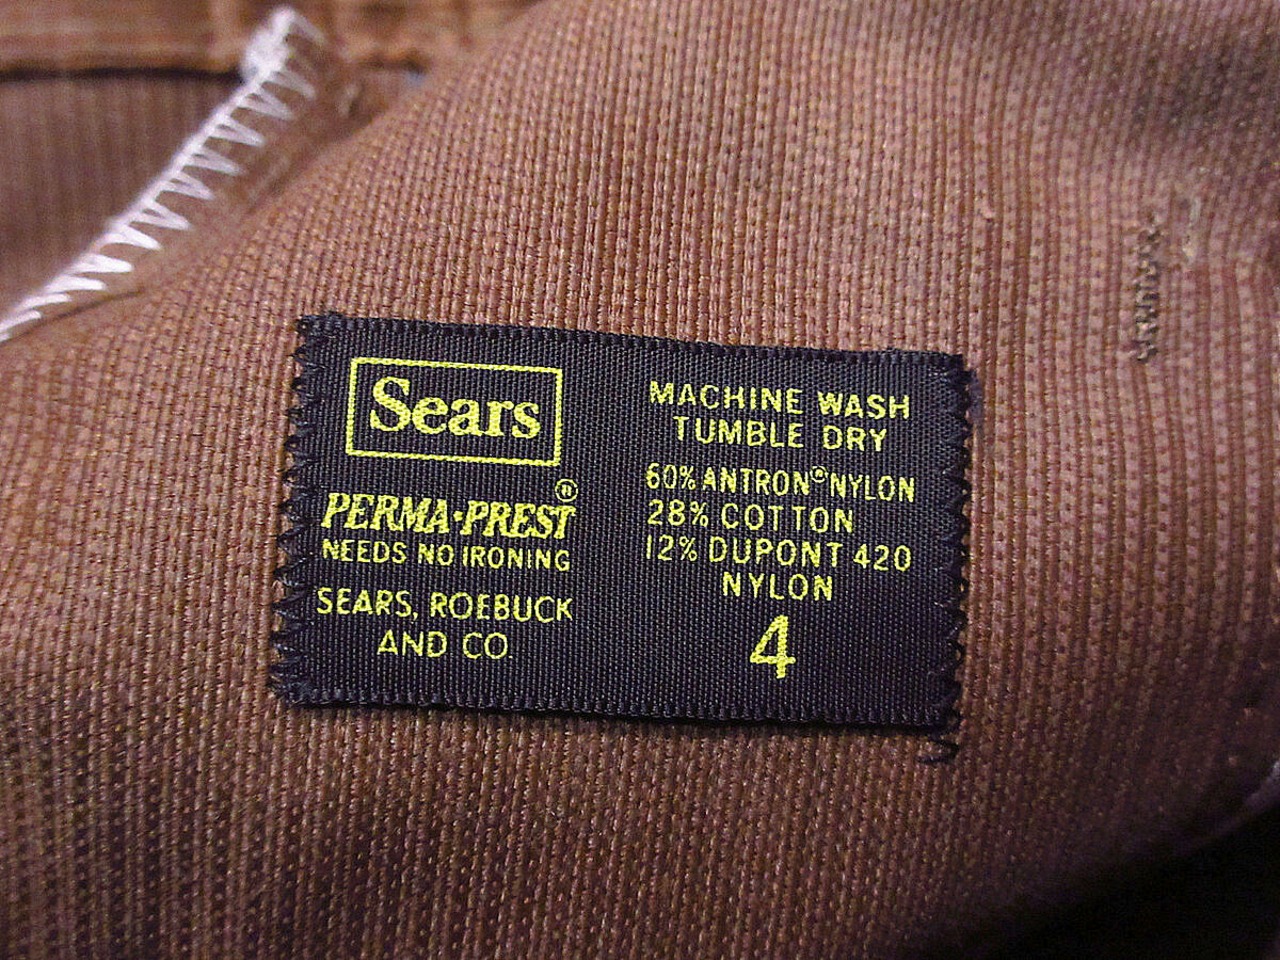 Sears
PERMA·PREST®
NEEDS NO IRONING
SEARS, ROEBUCK
AND CO.
MACHINE WASH
TUMBLE DRY
60% ANTRON® NYLON
28% COTTON
12% DUPONT 420
NYLON
4